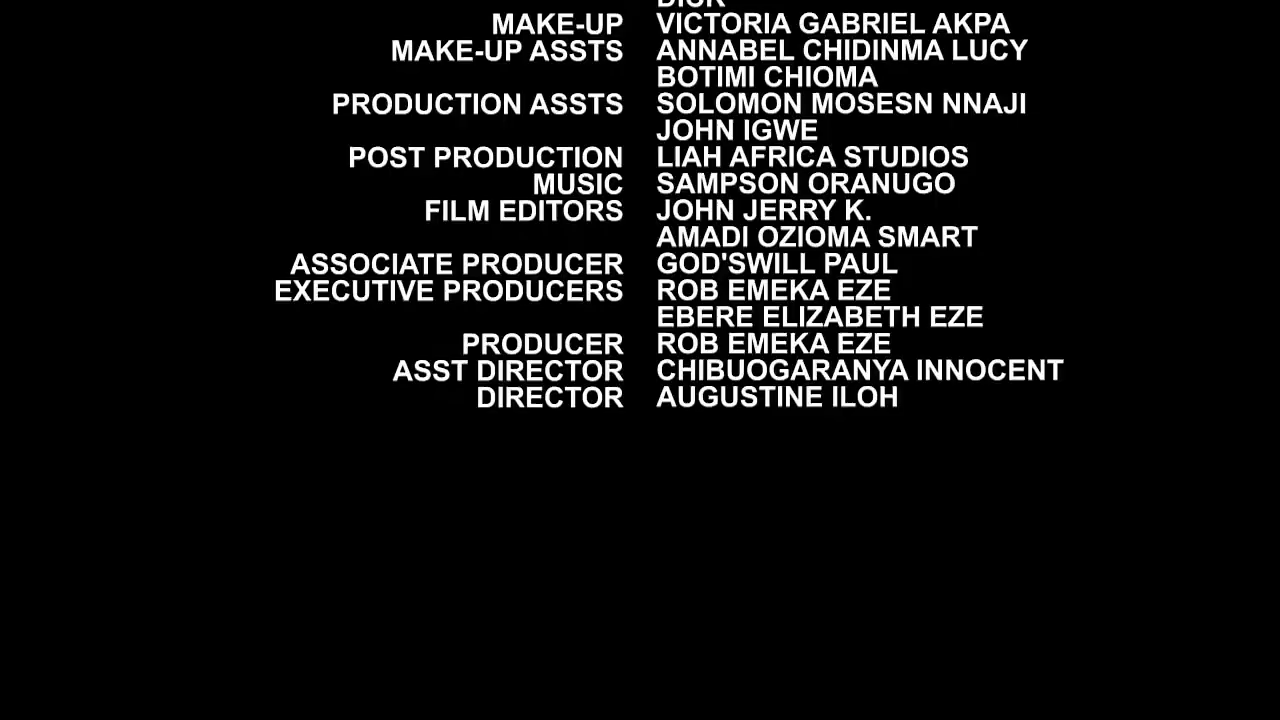 MAKE-UP VICTORIA GABRIEL AKPA
MAKE-UP ASSTS ANNABEL CHIDINMA LUCY
BOTIMI CHIOMA
PRODUCTION ASSTS SOLOMON MOSESN NNAJI
JOHN IGWE
POST PRODUCTION LIAH AFRICA STUDIOS
MUSIC SAMPSON ORANUGO
FILM EDITORS JOHN JERRY K.
AMADI OZIOMA SMART
ASSOCIATE PRODUCER GOD'SWILL PAUL
EXECUTIVE PRODUCERS ROB EMEKA EZE
EBERE ELIZABETH EZE
PRODUCER ROB EMEKA EZE
ASST DIRECTOR CHIBUOGARANYA INNOCENT
DIRECTOR AUGUSTINE ILOH